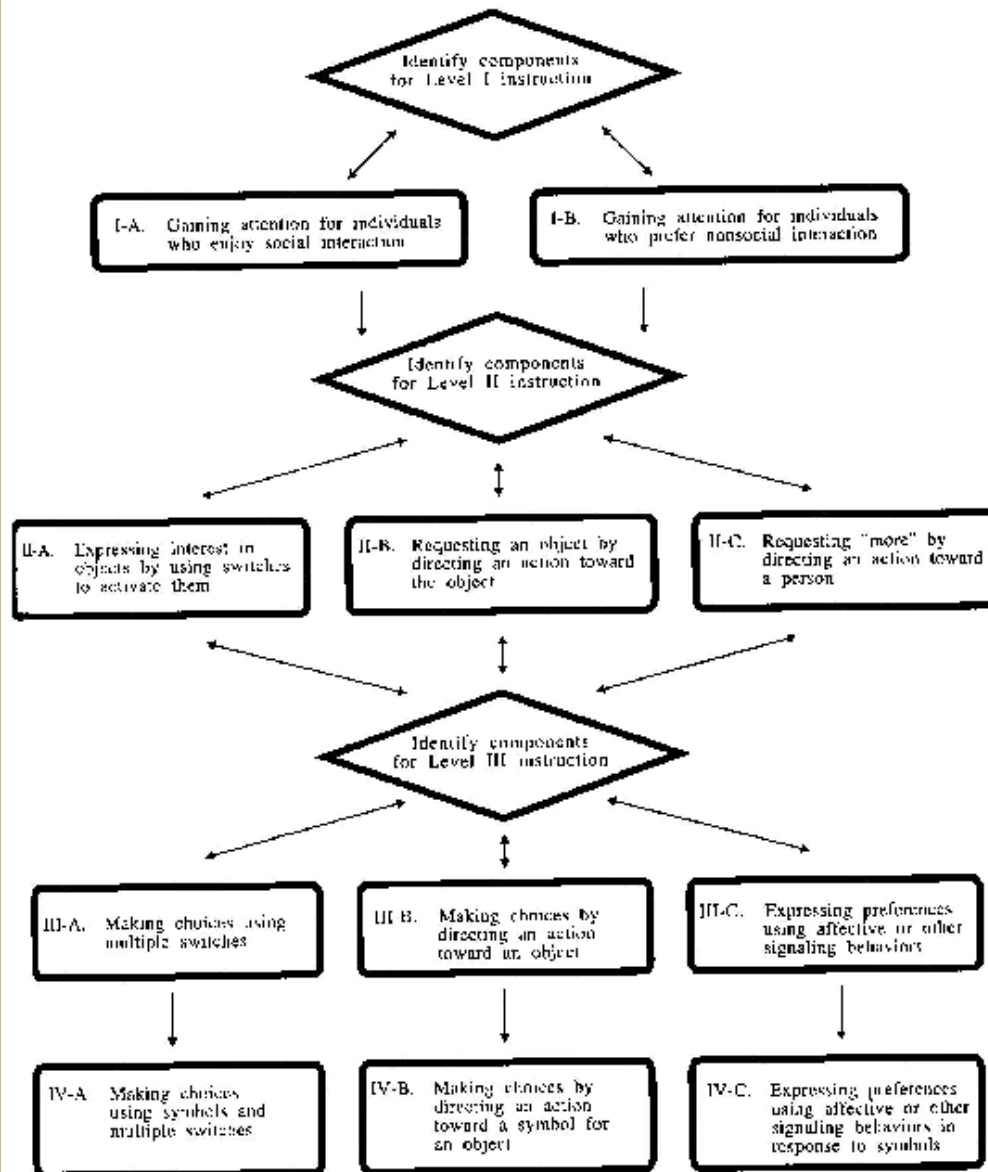 Identify components
for Level I instruction
I-A. Gaining attention for individuals
who enjoy social interaction
I-B. Gaining attention for individuals
who prefer nonsocial interaction
Identify components
for Level II instruction
II-A. Expressing interest in
objects by using switches
to activate them
II-B. Requesting an object by
directing an action toward
the object
II-C. Requesting "more" by
directing an action toward
a person
Identify components
for Level III instruction
III-A. Making choices using
multiple switches
III-B. Making choices by
directing an action
toward an object
III-C. Expressing preferences
using affective or other
signaling behaviors
IV-A Making choices
using symbols and
multiple switches
IV-B. Making choices by
directing an action
toward a symbol for
an object
IV-C. Expressing preferences
using affective or other
signaling behaviors in
response to symbols